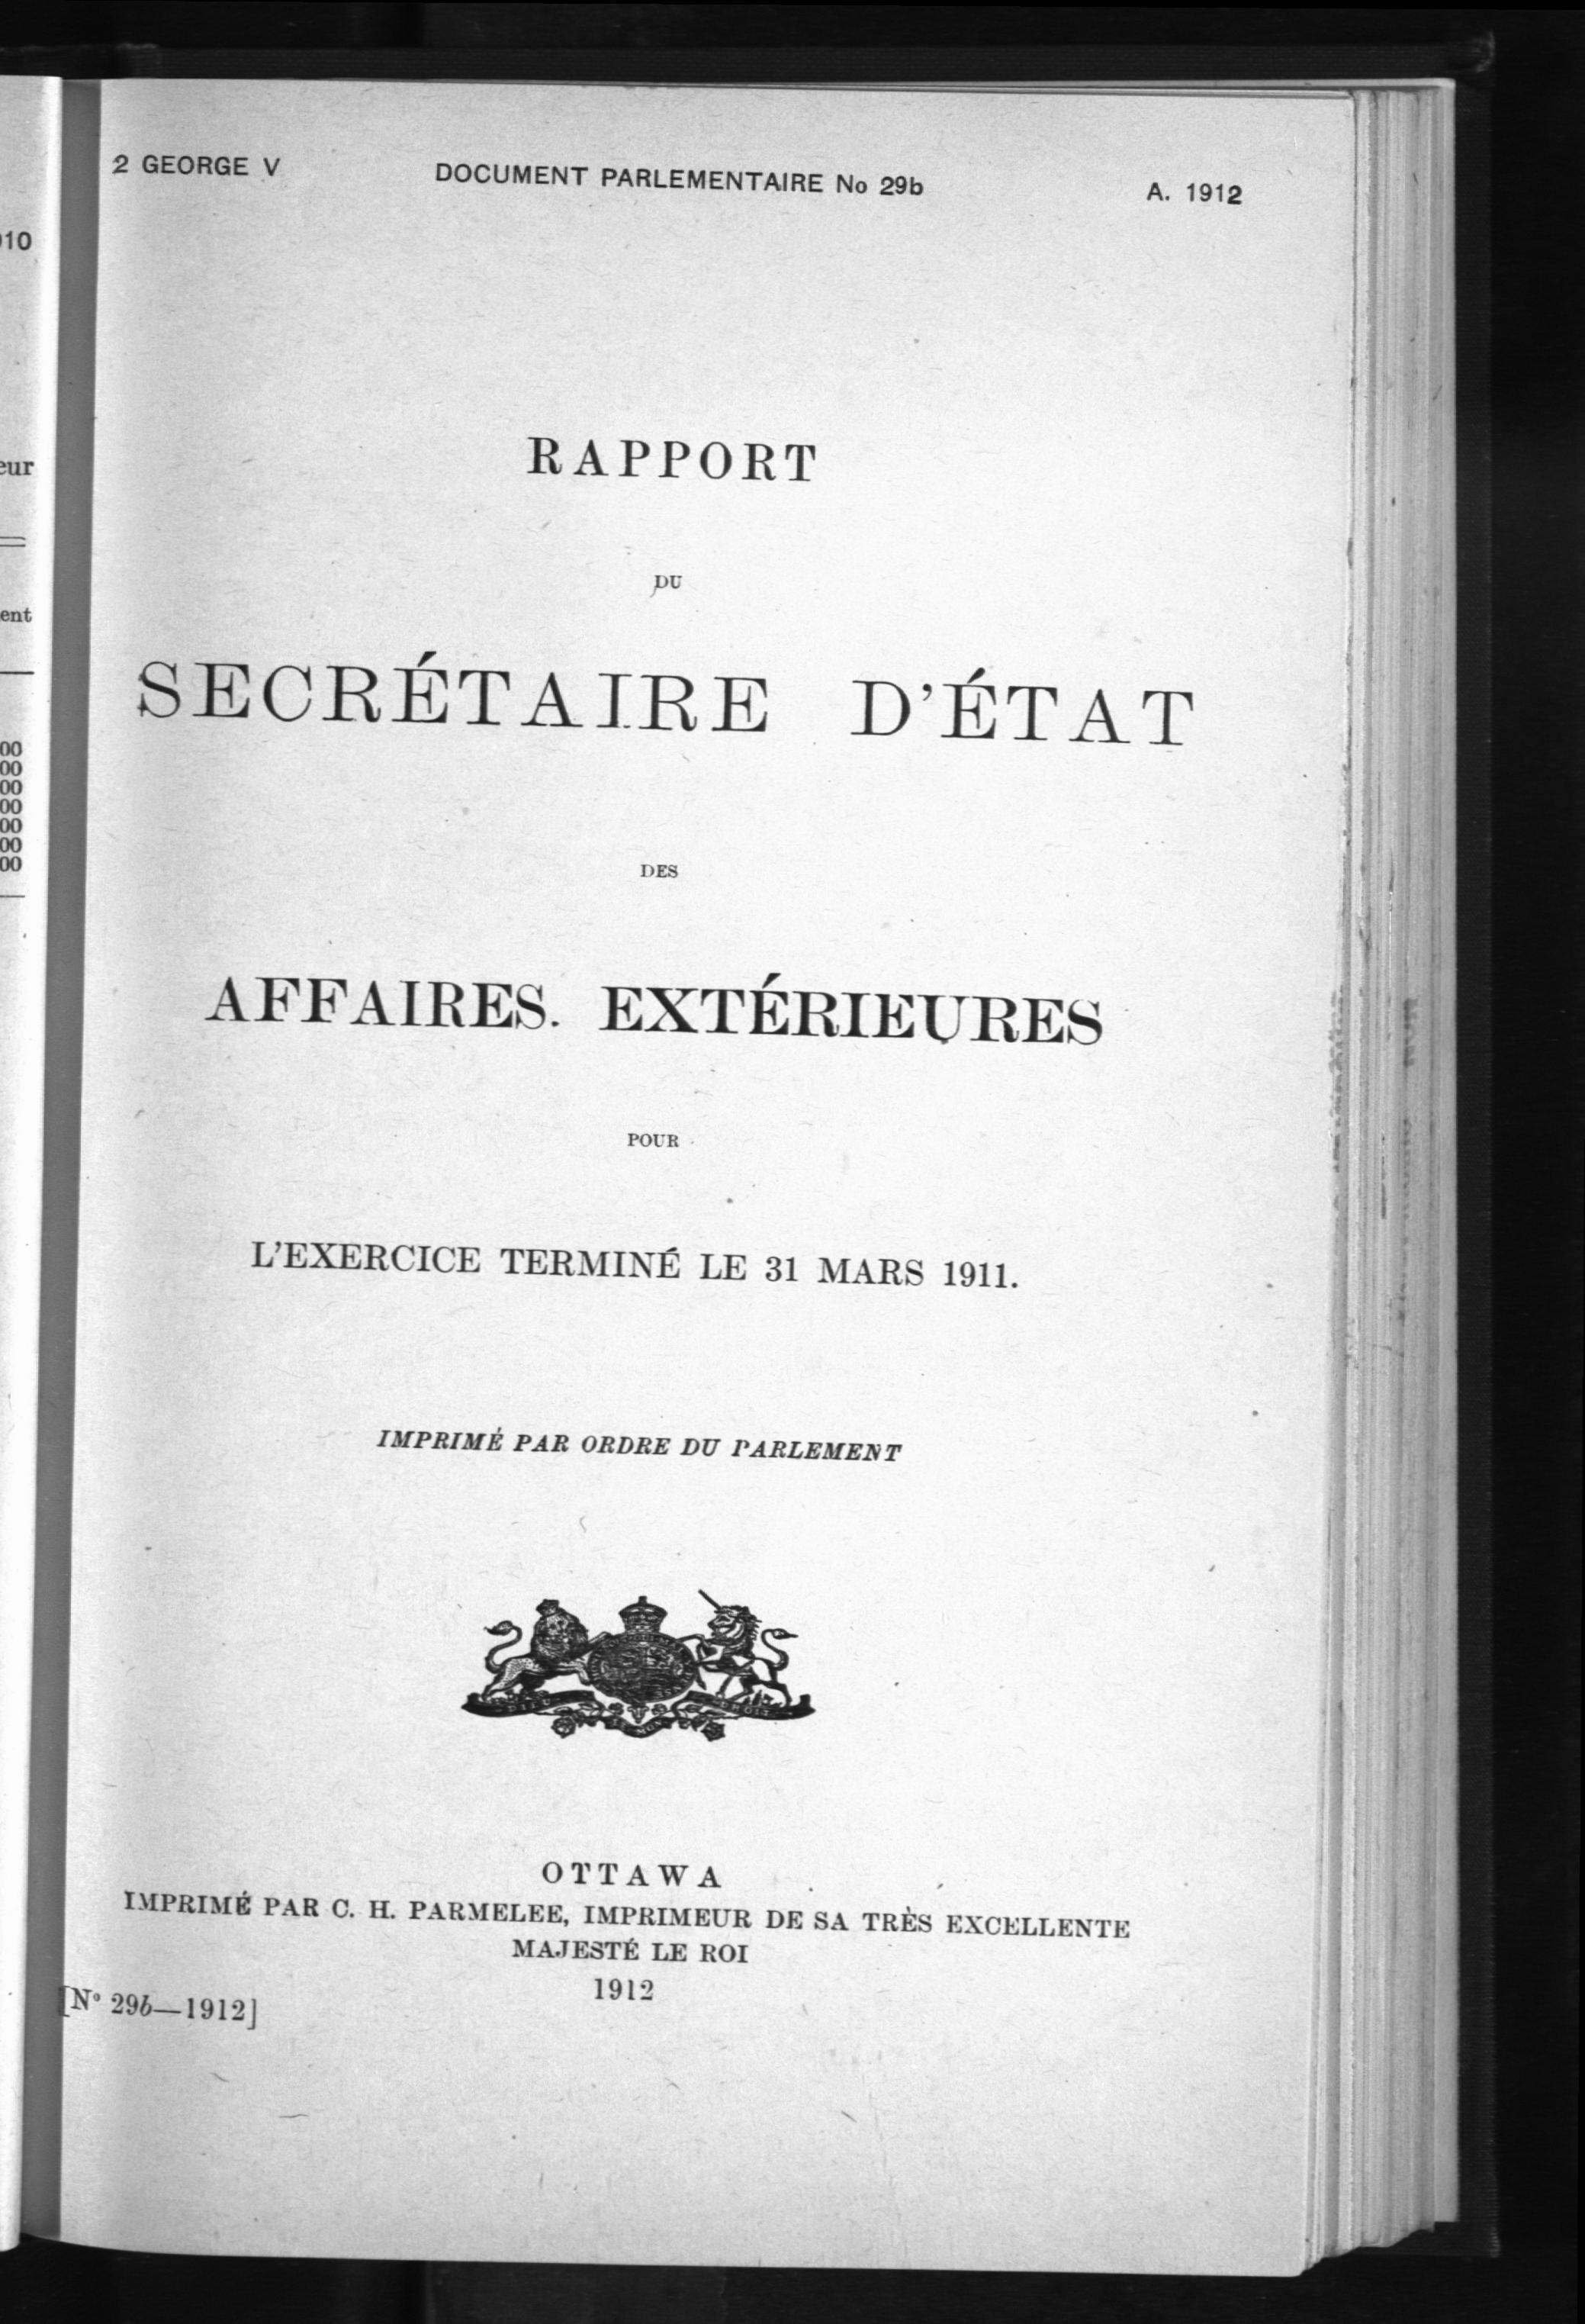 2 GEORGE V DOCUMENT PARLEMENTAIRE No 29b A. 1912
RAPPORT
DU
SECRÉTAIRE D'ÉTAT
DES
AFFAIRES. EXTÉRIEURES
POUR
L'EXERCICE TERMINÉ LE 31 MARS 1911.
IMPRIMÉ PAR ORDRE DU PARLEMENT
OTTAWA
IMPRIMÉ PAR C. H. PARMELEE, IMPRIMEUR DE SA TRÈS EXCELLENTE
MAJESTÉ LE ROI
1912
[N° 29b—1912]